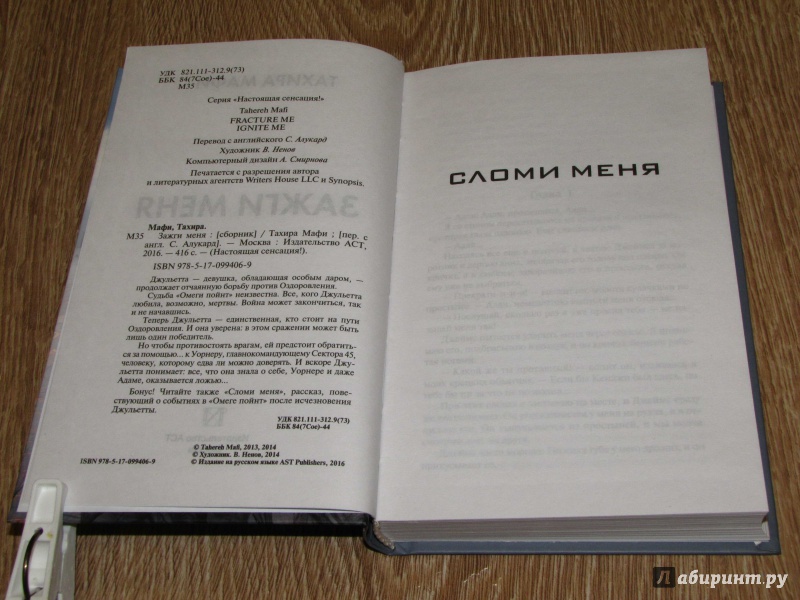 УДК 821.111-312.9(73)
ББК 84(7Сое)-44
М35
Серия «Настоящая сенсация!»
Tahereh Mafi
FRACTURE ME
IGNITE ME
Перевод с английского С. Алукард
Художник В. Ненов
Компьютерный дизайн А. Смирнова
Печатается с разрешения автора
и литературных агентств Writers House LLC и Synopsis.
ЗАЖГИ МЕНЯ
Мафи, Тахира.
М35 Зажги меня : [сборник] / Тахира Мафи ; [пер. с
англ. С. Алукард]. — Москва : Издательство АСТ,
2016. — 416 с. — (Настоящая сенсация!).
ISBN 978-5-17-099406-9
Джульетта — девушка, обладающая особым даром, —
продолжает отчаянную борьбу против Оздоровления.
Судьба «Омеги пойнт» неизвестна. Все, кого Джульетта
любила, возможно, мертвы. Война может закончиться, так
и не начавшись.
Теперь Джульетта — единственная, кто стоит на пути
Оздоровления. И она уверена: в этом сражении может быть
лишь один победитель.
Но чтобы противостоять врагам, ей предстоит обратить-
ся за помощью... к Уорнеру, главнокомандующему Сектора 45,
человеку, которому едва ли можно доверять. И вскоре Джу-
льетта понимает: все, что она знала о себе, Уорнере и даже
Адаме, оказывается ложью...
Бонус! Читайте также «Сломи меня», рассказ, повес-
твующий о событиях в «Омеге пойнт» после исчезновения
Джульетты.
УДК 821.111-312.9(73)
ББК 84(7Сое)-44
© Tahereh Mafi, 2013, 2014
© Художник. В. Ненов, 2014
ISBN 978-5-17-099406-9 © Издание на русском языке AST Publishers, 2016
СЛОМИ МЕНЯ
Лабиринт.ру